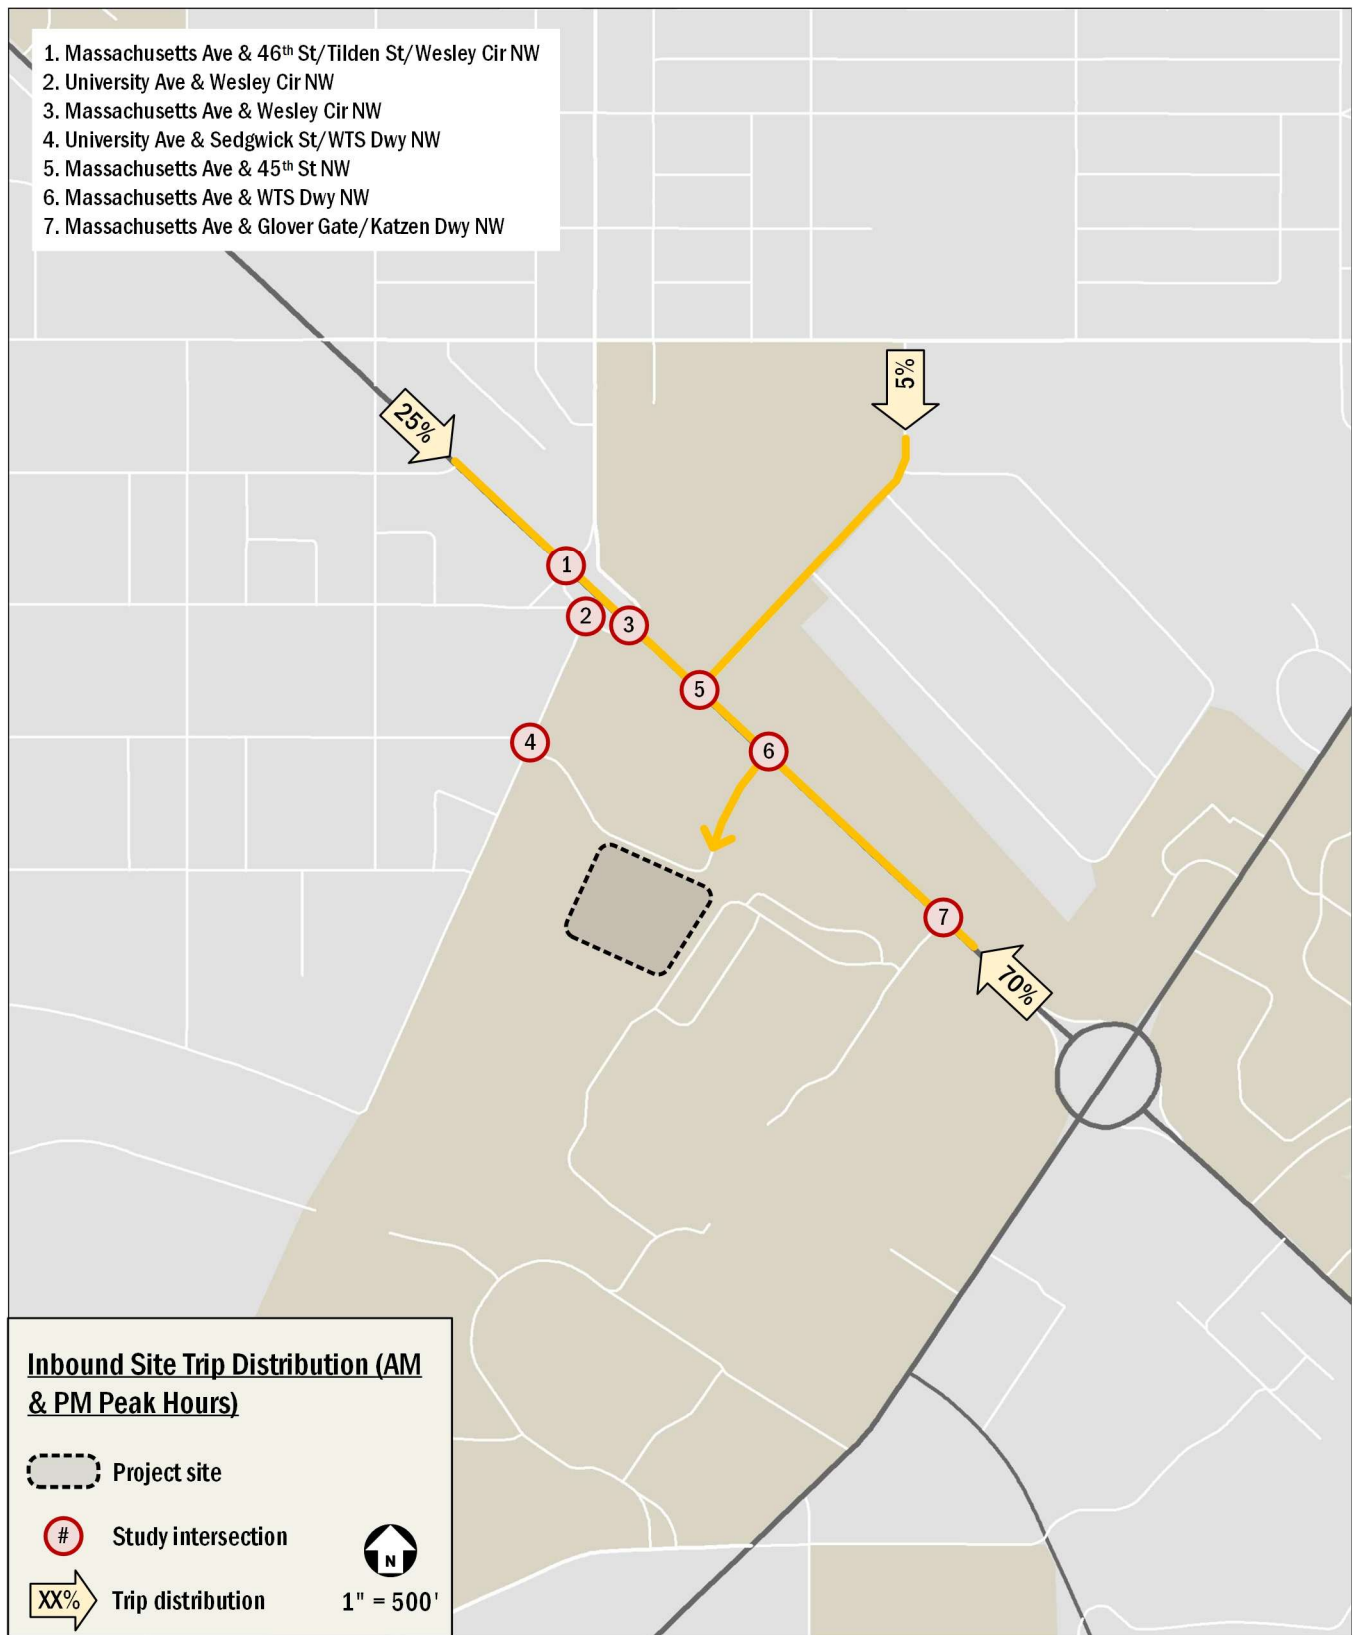 1. Massachusetts Ave & 46th St/Tilden St/Wesley Cir NW
2. University Ave & Wesley Cir NW
3. Massachusetts Ave & Wesley Cir NW
4. University Ave & Sedgwick St/WTS Dwy NW
5. Massachusetts Ave & 45th St NW
6. Massachusetts Ave & WTS Dwy NW
7. Massachusetts Ave & Glover Gate/Katzen Dwy NW
5%
25%
1
2
3
5
4
6
7
70%
Inbound Site Trip Distribution (AM
& PM Peak Hours)
Project site
# Study intersection
N
XX% Trip distribution
1" = 500'